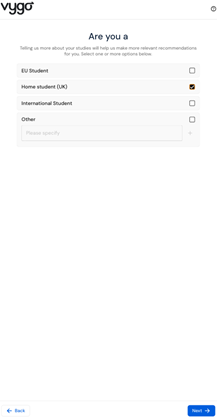 vygo
Are you a
Telling us more about your studies will help us make more relevant recommendations
for you. Select one or more options below.
EU Student
Home student (UK)
International Student
Other
Please specify
Back
Next